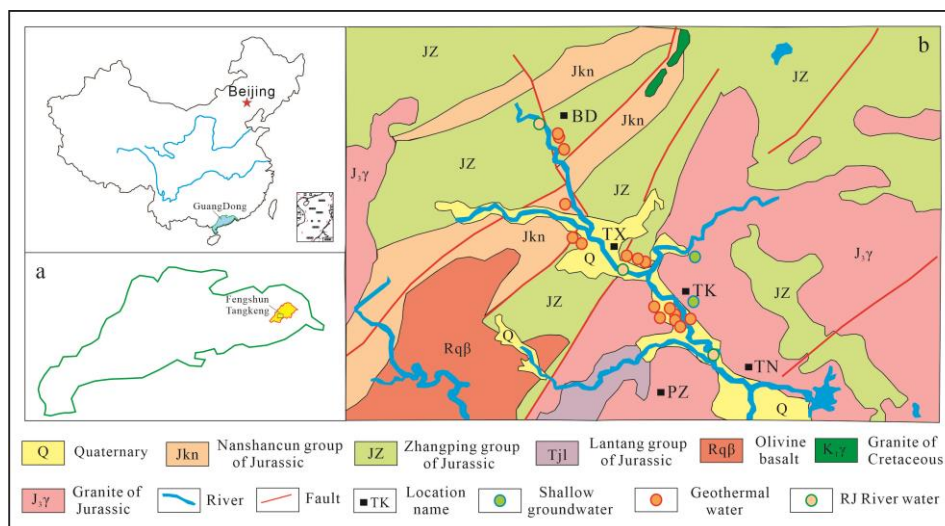 Beijing
GuangDong
a
Fengshun
Tangkeng
b
JZ
Jkn
JZ
BD
Jkn
J₃γ
JZ
JZ
TX
Jkn
Q
J₃γ
TK
JZ
JZ
Q
Rqβ
TN
PZ
Q
Q Quaternary
Jkn Nanshancun group of Jurassic
JZ Zhangping group of Jurassic
Tjl Lantang group of Jurassic
Rqβ Olivine basalt
K₁γ Granite of Cretaceous
J₃γ Granite of Jurassic
River
Fault
TK Location name
Shallow groundwater
Geothermal water
RJ River water